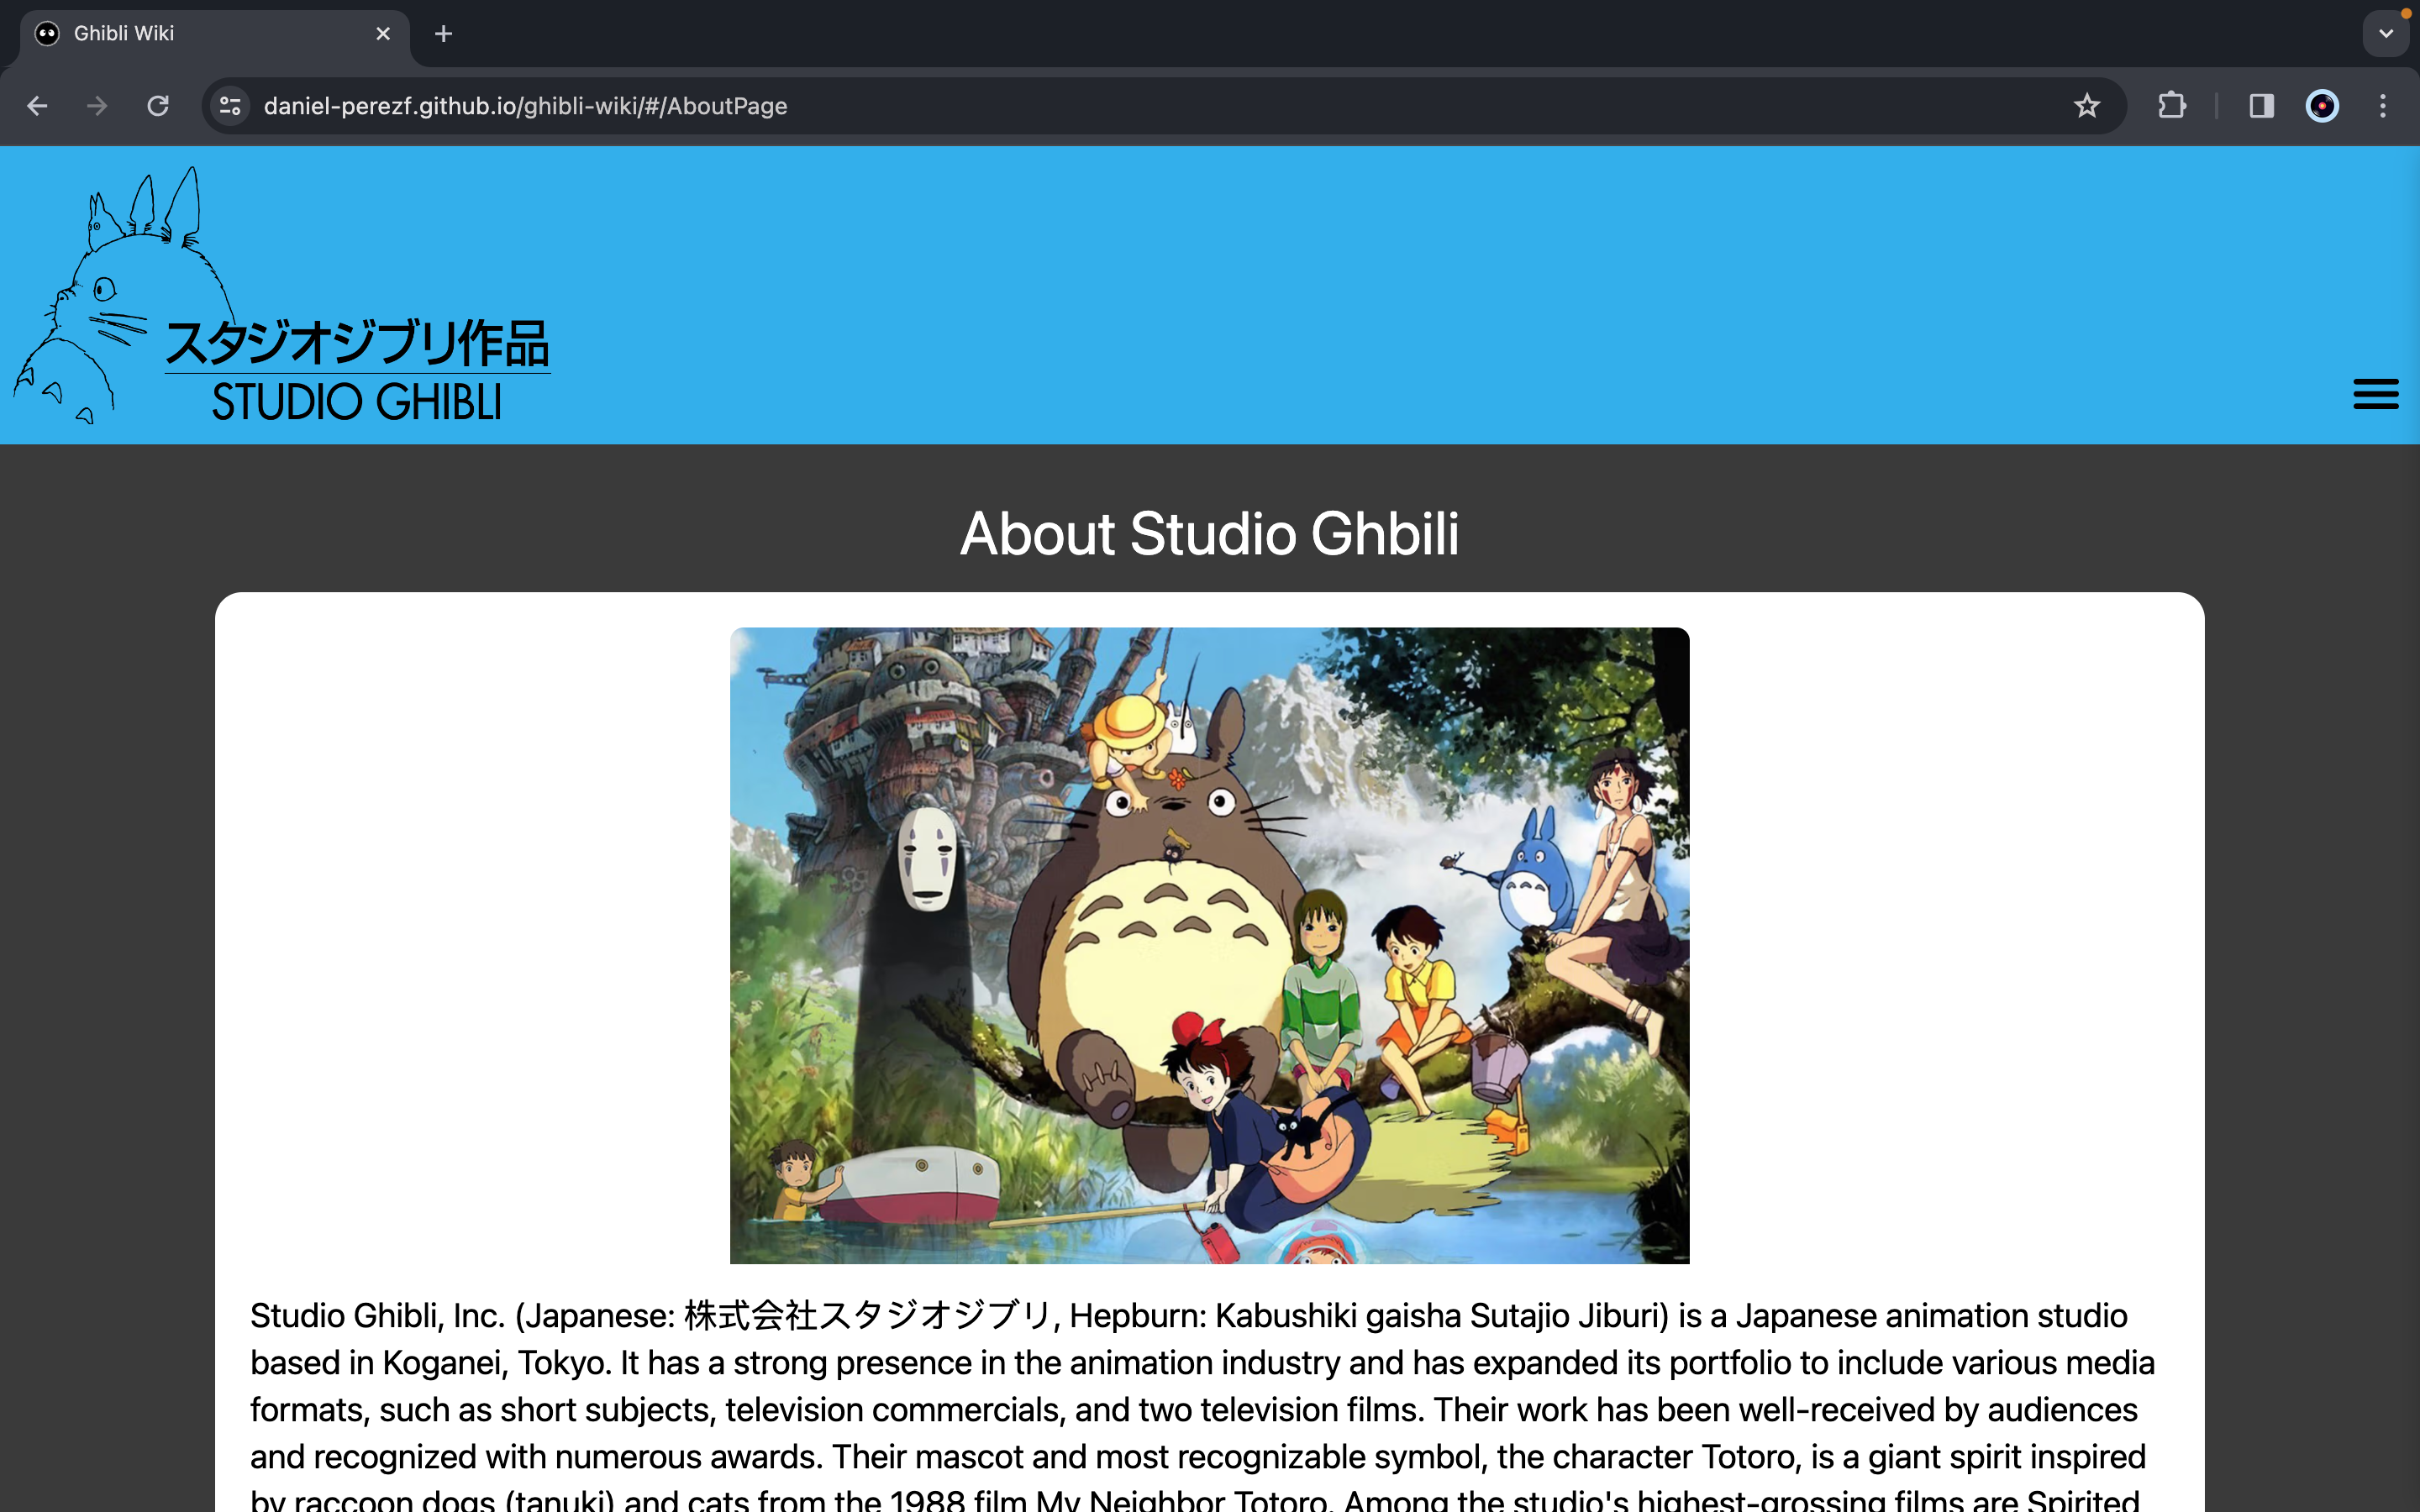 Ghibli Wiki
daniel-perezf.github.io/ghibli-wiki/#/AboutPage
スタジオジブリ作品
STUDIO GHIBLI
About Studio Ghbili
Studio Ghibli, Inc. (Japanese: 株式会社スタジオジブリ, Hepburn: Kabushiki gaisha Sutajio Jiburi) is a Japanese animation studio
based in Koganei, Tokyo. It has a strong presence in the animation industry and has expanded its portfolio to include various media
formats, such as short subjects, television commercials, and two television films. Their work has been well-received by audiences
and recognized with numerous awards. Their mascot and most recognizable symbol, the character Totoro, is a giant spirit inspired
by raccoon dogs (tanuki) and cats from the 1988 film My Neighbor Totoro. Among the studio's highest-grossing films are Spirited